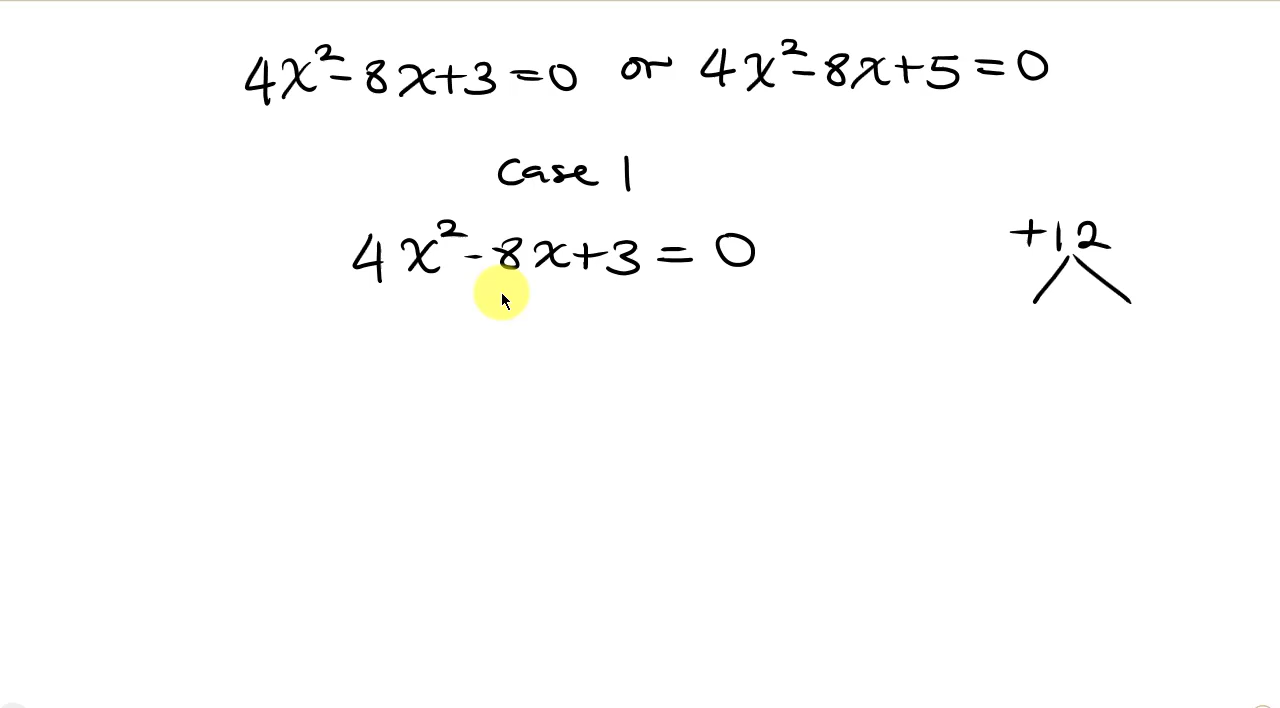 4x² - 8x + 3 = 0 or 4x² - 8x + 5 = 0
Case 1
4x² - 8x + 3 = 0
+12